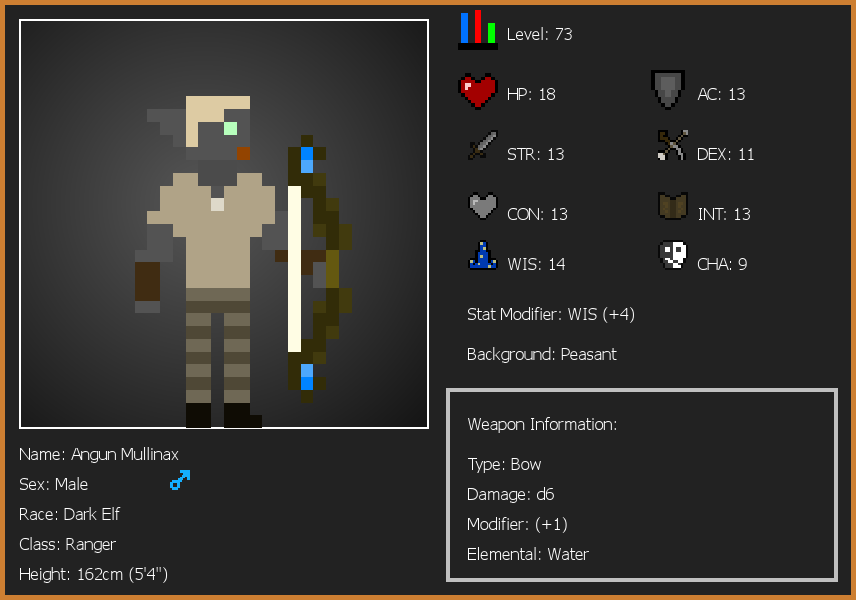 Level: 73
HP: 18
AC: 13
STR: 13
DEX: 11
CON: 13
INT: 13
WIS: 14
CHA: 9
Stat Modifier: WIS (+4)
Background: Peasant
Weapon Information:
Type: Bow
Damage: d6
Modifier: (+1)
Elemental: Water
Name: Angun Mullinax
Sex: Male
Race: Dark Elf
Class: Ranger
Height: 162cm (5'4")